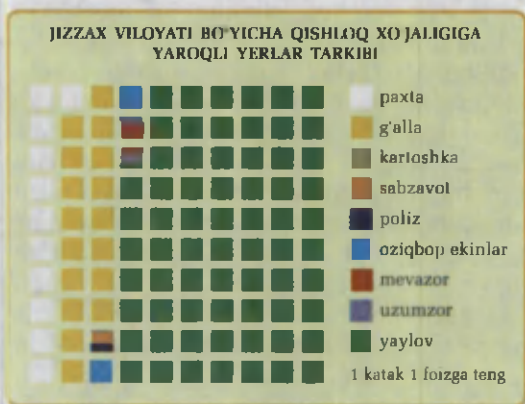 JIZZAX VILOYATI BO'YICHA QISHLOQ XO'JALIGIGA
YAROQLI YERLAR TARKIBI
paxta
g'alla
kartoshka
sabzavot
poliz
oziqbop ekinlar
mevazor
uzumzor
yaylov
1 katak 1 foizga teng